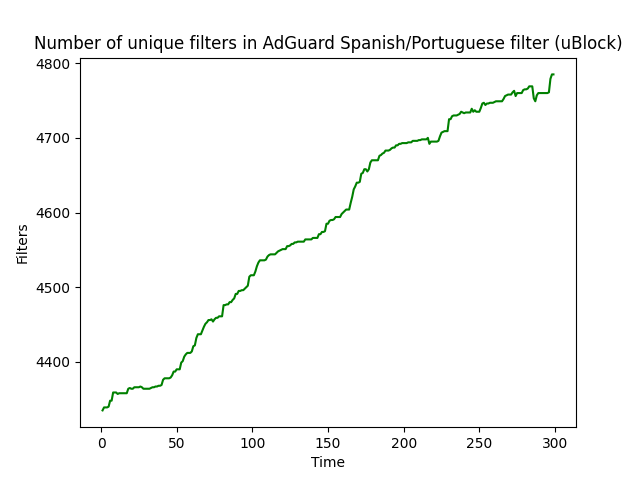 Number of unique filters in AdGuard Spanish/Portuguese filter (uBlock)
4800
4700
4600
4500
4400
Filters
0 50 100 150 200 250 300
Time